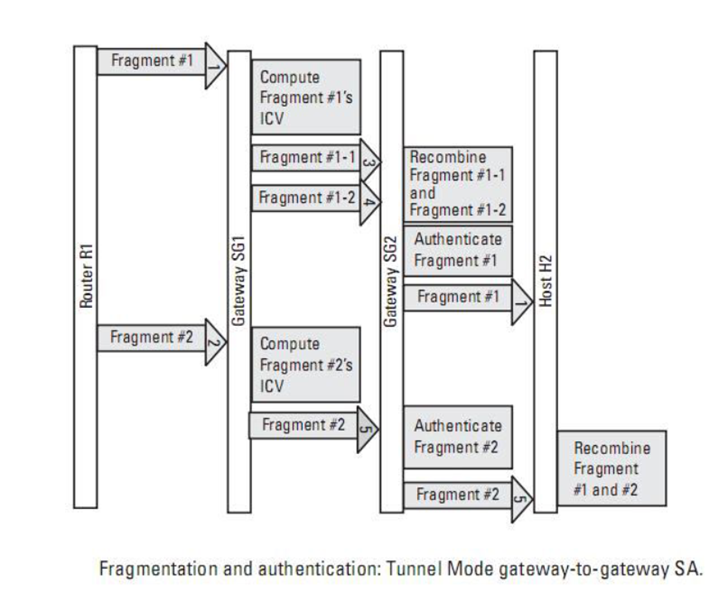 Fragment #1
1
Compute
Fragment #1's
ICV
Fragment #1-1
3
Fragment #1-2
4
Recombine
Fragment #1-1
and
Fragment #1-2
Authenticate
Fragment #1
Fragment #1
1
Router R1
Gateway SG1
Gateway SG2
Host H2
Fragment #2
2
Compute
Fragment #2's
ICV
Fragment #2
5
Authenticate
Fragment #2
Fragment #2
5
Recombine
Fragment
#1 and #2
Fragmentation and authentication: Tunnel Mode gateway-to-gateway SA.